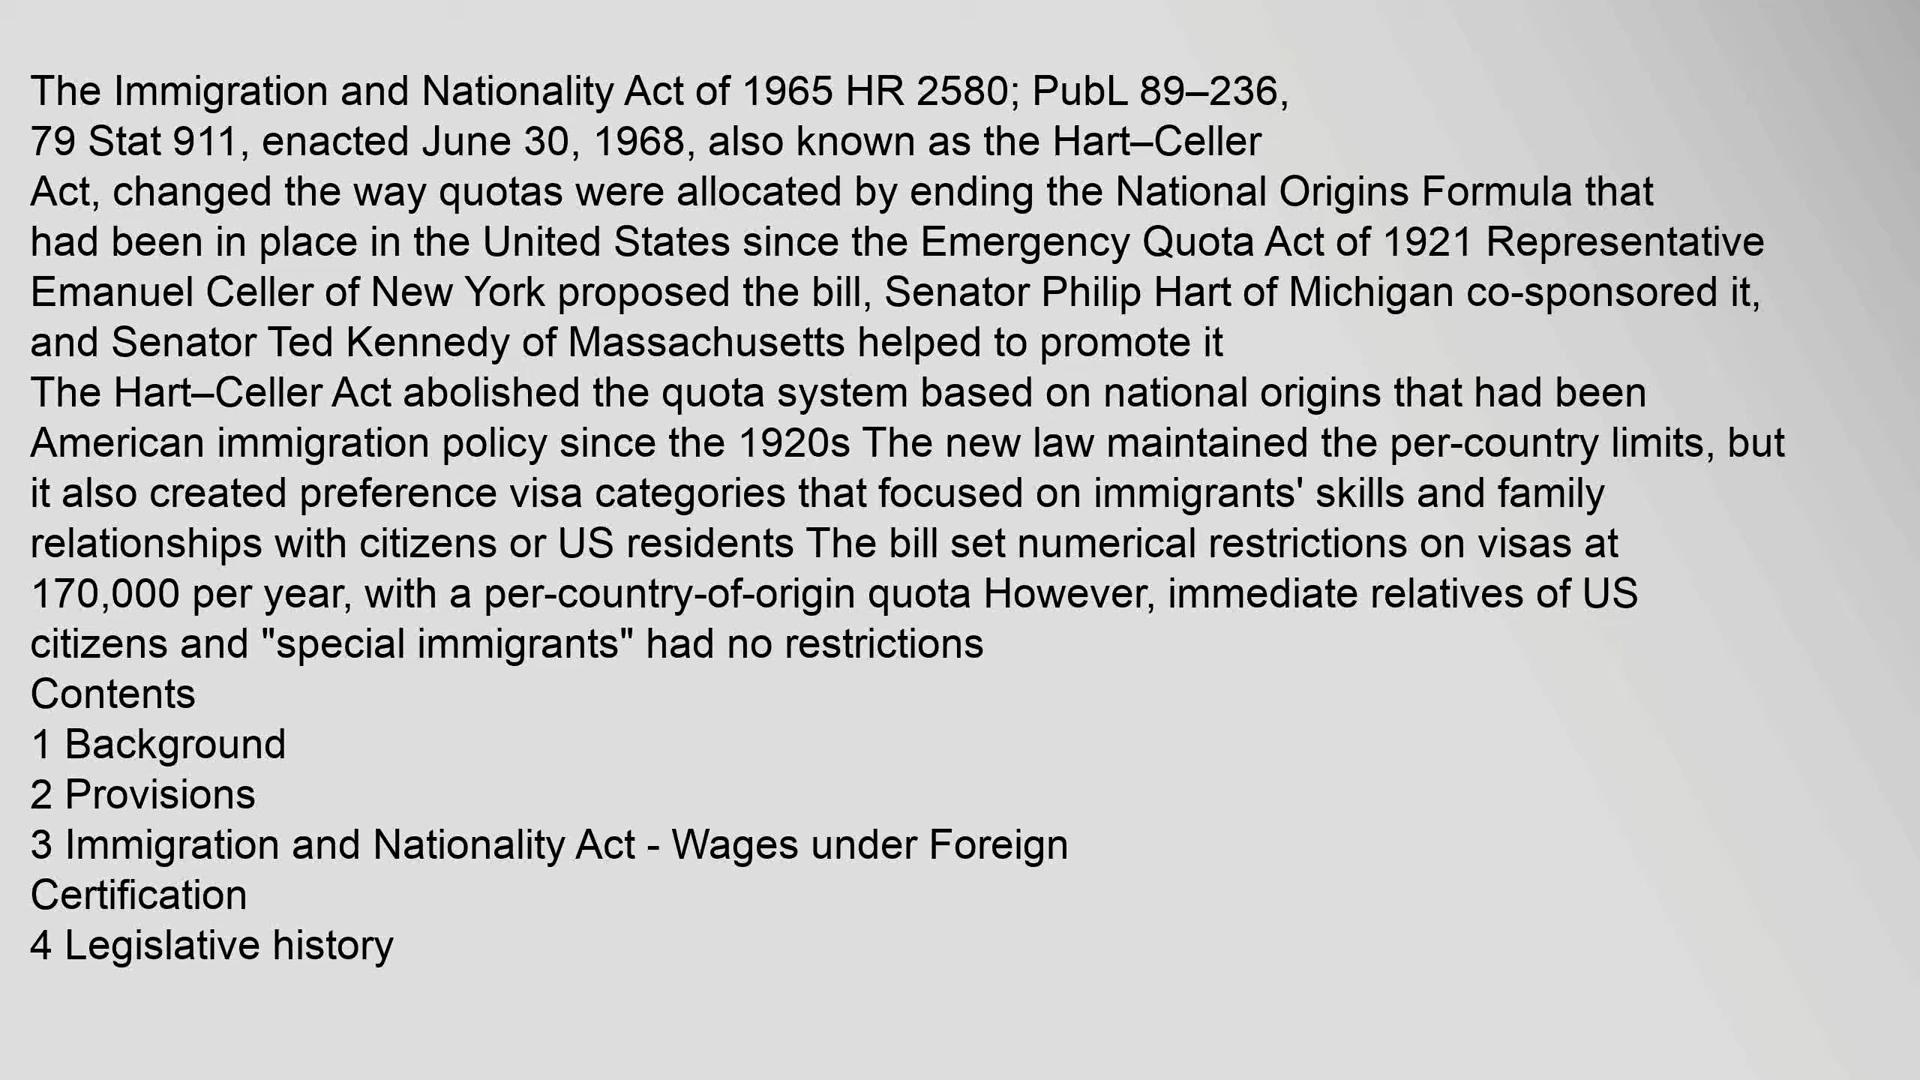 The Immigration and Nationality Act of 1965 HR 2580; PubL 89–236,
79 Stat 911, enacted June 30, 1968, also known as the Hart–Celler
Act, changed the way quotas were allocated by ending the National Origins Formula that
had been in place in the United States since the Emergency Quota Act of 1921 Representative
Emanuel Celler of New York proposed the bill, Senator Philip Hart of Michigan co-sponsored it,
and Senator Ted Kennedy of Massachusetts helped to promote it
The Hart–Celler Act abolished the quota system based on national origins that had been
American immigration policy since the 1920s The new law maintained the per-country limits, but
it also created preference visa categories that focused on immigrants' skills and family
relationships with citizens or US residents The bill set numerical restrictions on visas at
170,000 per year, with a per-country-of-origin quota However, immediate relatives of US
citizens and "special immigrants" had no restrictions
Contents
1 Background
2 Provisions
3 Immigration and Nationality Act - Wages under Foreign
Certification
4 Legislative history